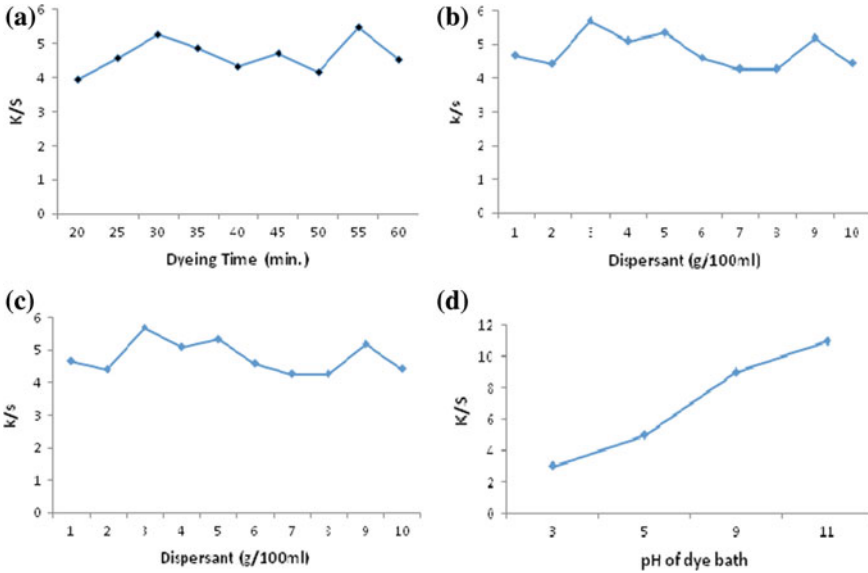 (a)
6
5
4
3
2
1
0
K/S
20 25 30 35 40 45 50 55 60
Dyeing Time (min.)
(b)
6
5
4
3
2
1
0
k/s
1 2 3 4 5 6 7 8 9 10
Dispersant (g/100ml)
(c)
6
5
4
3
2
1
0
k/s
1 2 3 4 5 6 7 8 9 10
Dispersant (g/100ml)
(d)
12
10
8
6
4
2
0
K/S
3 5 9 11
pH of dye bath